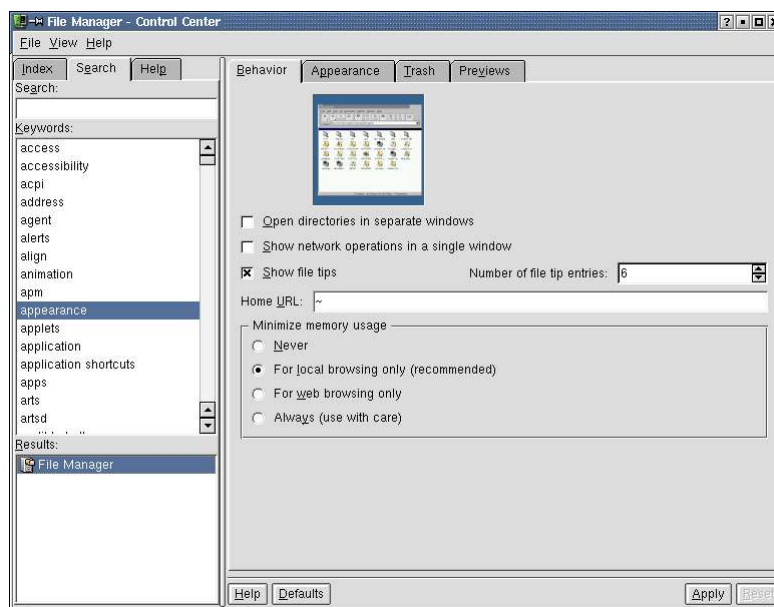 File Manager - Control Center
File View Help
Index Search Help
Search:
Keywords:
access
accessibility
acpi
address
agent
alerts
align
animation
apm
appearance
applets
application
application shortcuts
apps
arts
artsd
Results:
File Manager
Behavior Appearance Trash Previews
Open directories in separate windows
Show network operations in a single window
Show file tips Number of file tip entries: 6
Home URL: ~
Minimize memory usage
Never
For local browsing only (recommended)
For web browsing only
Always (use with care)
Help Defaults Apply Reset